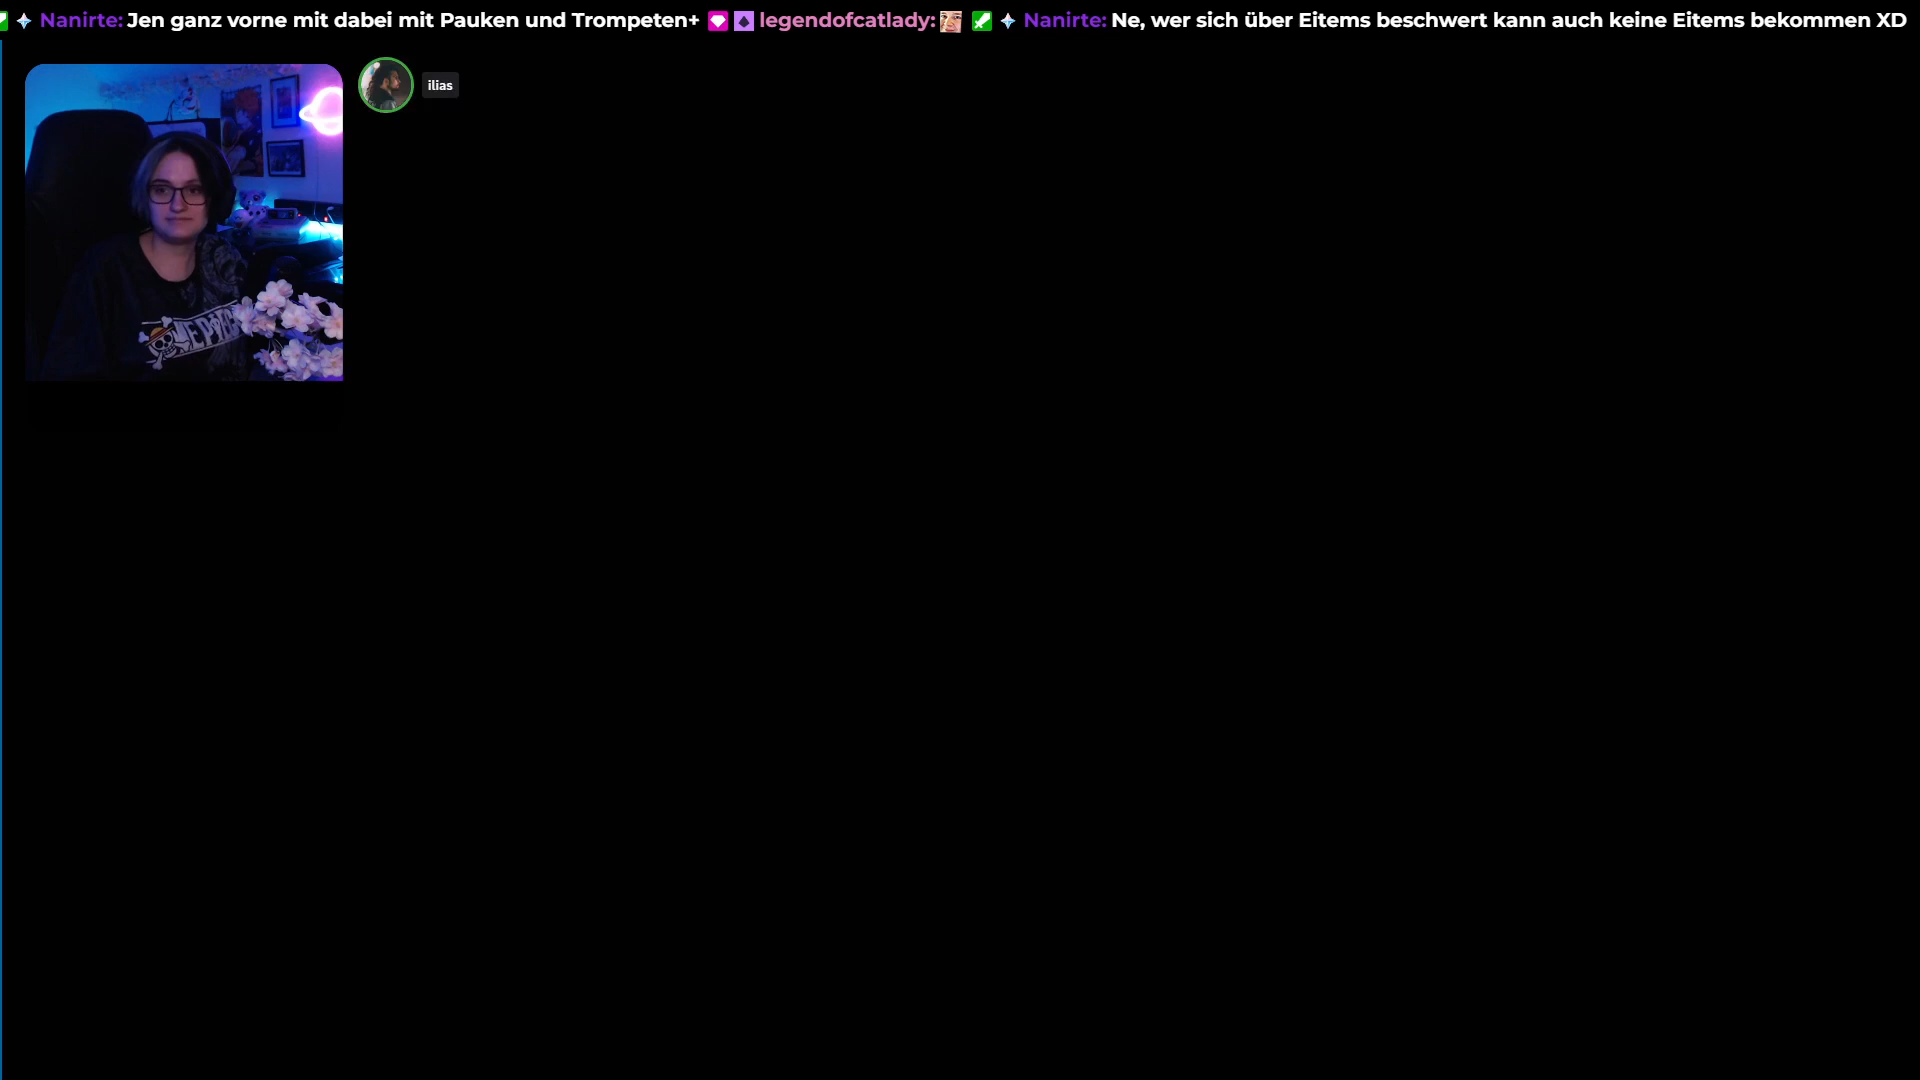 Nanirte: Jen ganz vorne mit dabei mit Pauken und Trompeten+ legendofcatlady: Nanirte: Ne, wer sich über Eitems beschwert kann auch keine Eitems bekommen XD
ilias